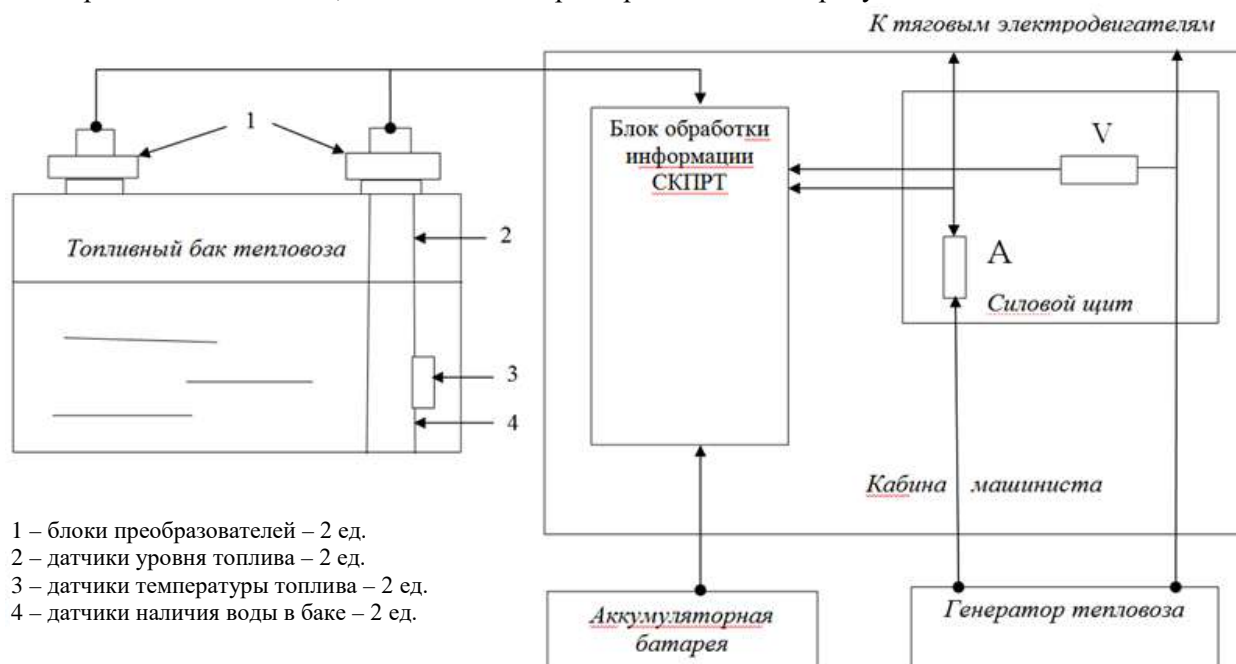 К тяговым электродвигателям
1
Блок обработки
информации
СКПРТ
V
Топливный бак тепловоза
2
А
Силовой щит
3
4
Кабина машиниста
1 – блоки преобразователей – 2 ед.
2 – датчики уровня топлива – 2 ед.
3 – датчики температуры топлива – 2 ед.
4 – датчики наличия воды в баке – 2 ед.
Аккумуляторная
батарея
Генератор тепловоза